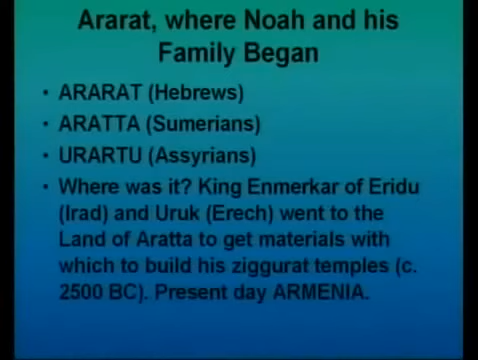 Ararat, where Noah and his
Family Began
• ARARAT (Hebrews)
• ARATTA (Sumerians)
• URARTU (Assyrians)
• Where was it? King Enmerkar of Eridu
(Irad) and Uruk (Erech) went to the
Land of Aratta to get materials with
which to build his ziggurat temples (c.
2500 BC). Present day ARMENIA.